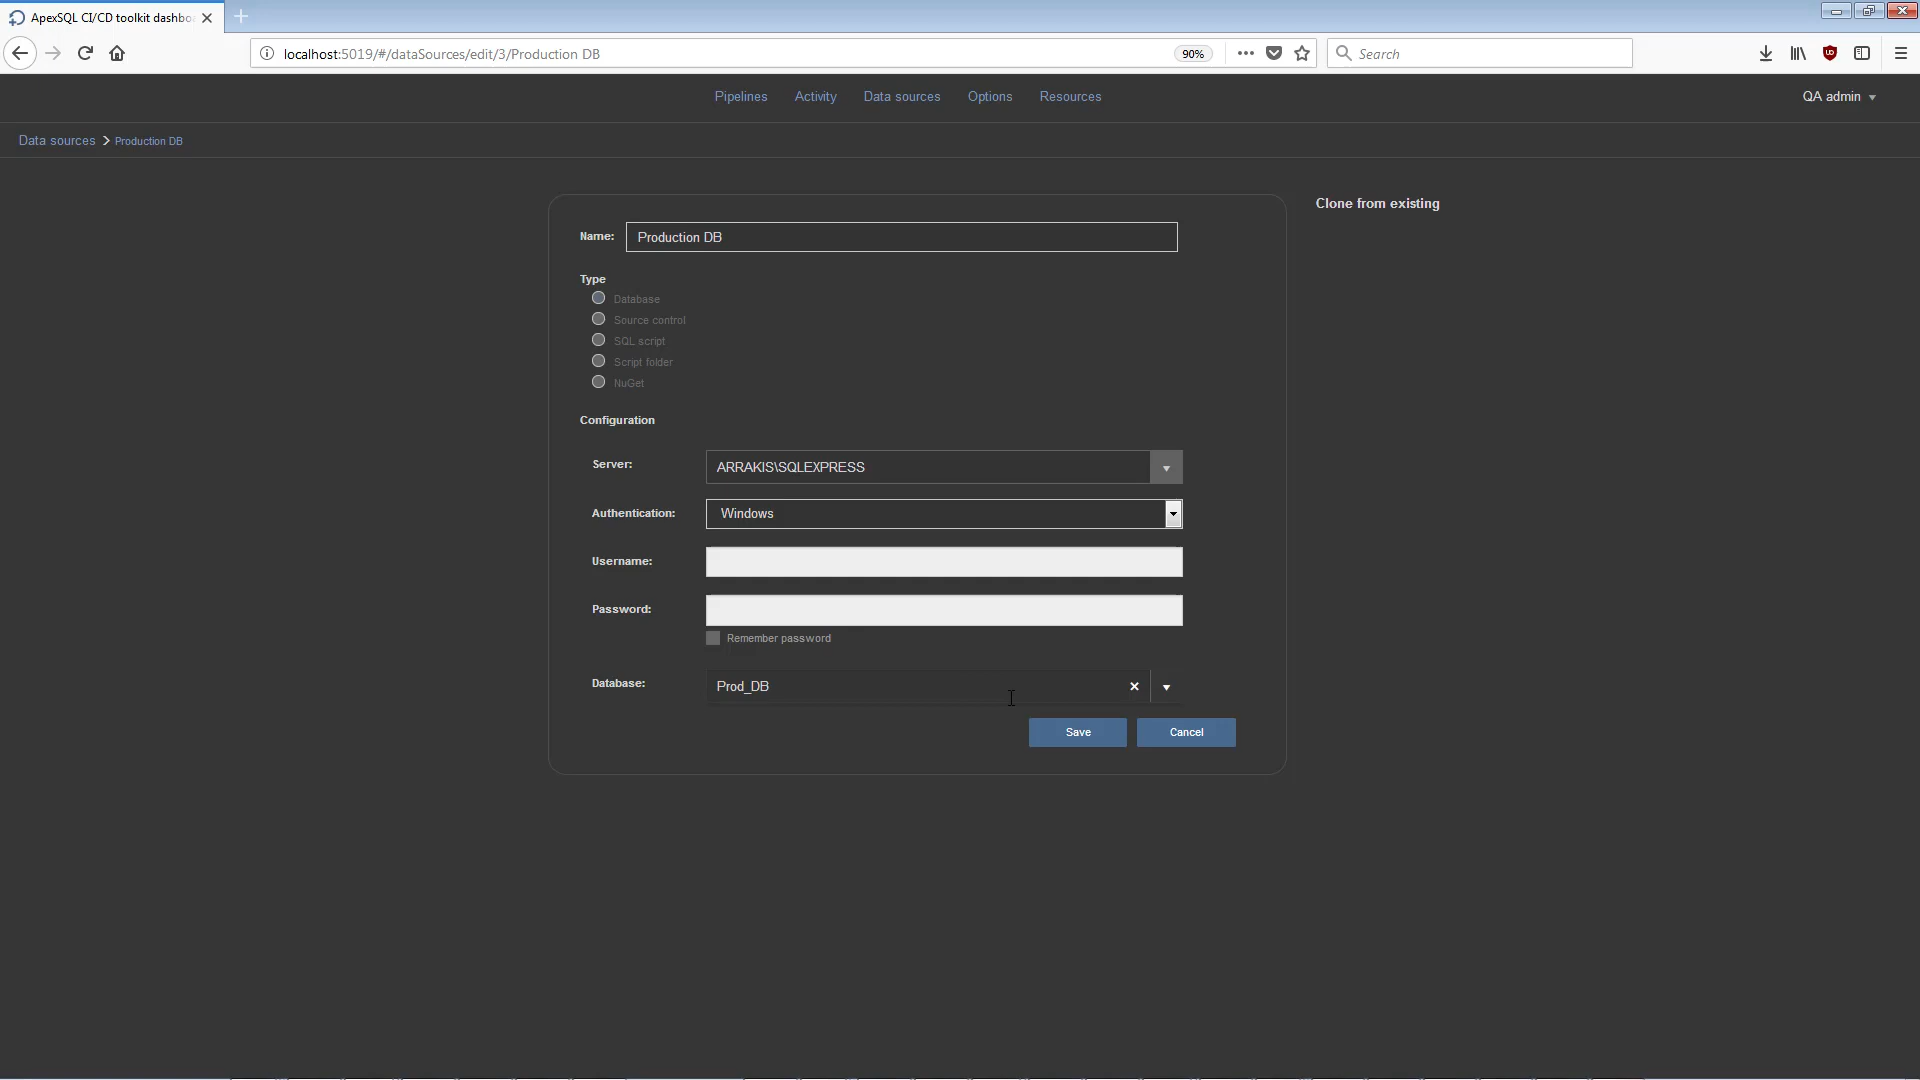 ApexSQL CI/CD toolkit dashbo
localhost:5019/#/dataSources/edit/3/Production DB
90%
Search
Pipelines
Activity
Data sources
Options
Resources
QA admin
Data sources
Production DB
Clone from existing
Name:
Production DB
Type
Database
Source control
SQL script
Script folder
NuGet
Configuration
Server:
ARRAKIS\SQLEXPRESS
Authentication:
Windows
Username:
Password:
Remember password
Database:
Prod_DB
Save
Cancel